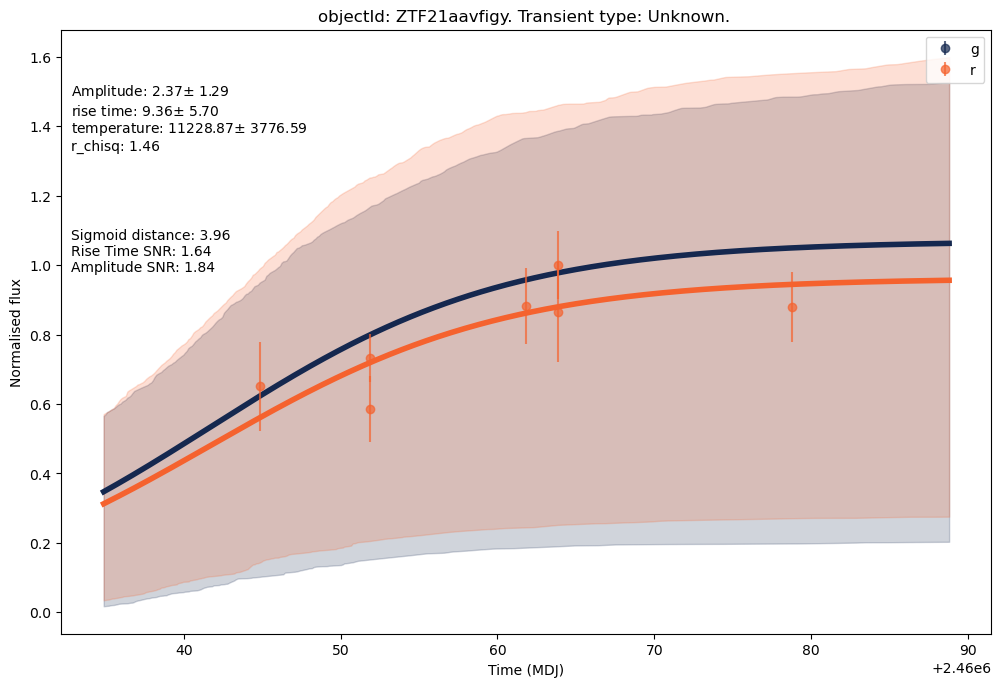 objectId: ZTF21aavfigy. Transient type: Unknown.
g
r
Amplitude: 2.37± 1.29
rise time: 9.36± 5.70
temperature: 11228.87± 3776.59
r_chisq: 1.46
Sigmoid distance: 3.96
Rise Time SNR: 1.64
Amplitude SNR: 1.84
Normalised flux
1.6
1.4
1.2
1.0
0.8
0.6
0.4
0.2
0.0
40 50 60 70 80 90
Time (MDJ)
+2.46e6